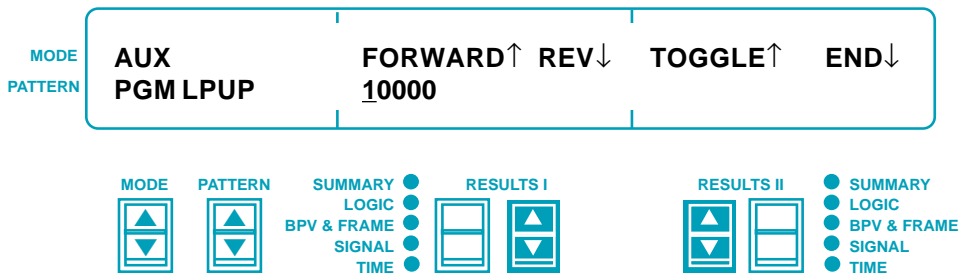 MODE AUX FORWARD↑ REV↓ TOGGLE↑ END↓
PATTERN PGM LPUP 10000
MODE PATTERN SUMMARY RESULTS I RESULTS II SUMMARY
LOGIC LOGIC
BPV & FRAME BPV & FRAME
SIGNAL SIGNAL
TIME TIME